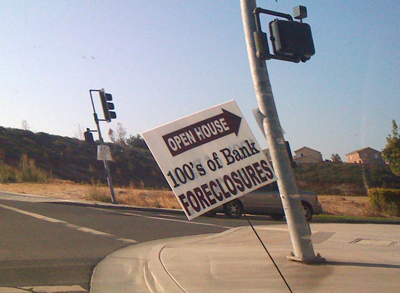 OPEN HOUSE
100's of Bank
FORECLOSURES